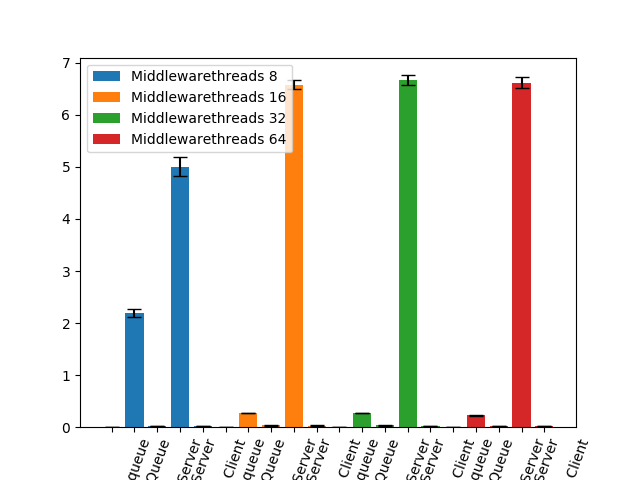 7
6
5
4
3
2
1
0
Middlewarethreads 8
Middlewarethreads 16
Middlewarethreads 32
Middlewarethreads 64
queue
Queue
Server
Server
Client
queue
Queue
Server
Server
Client
queue
Queue
Server
Server
Client
queue
Queue
Server
Server
Client